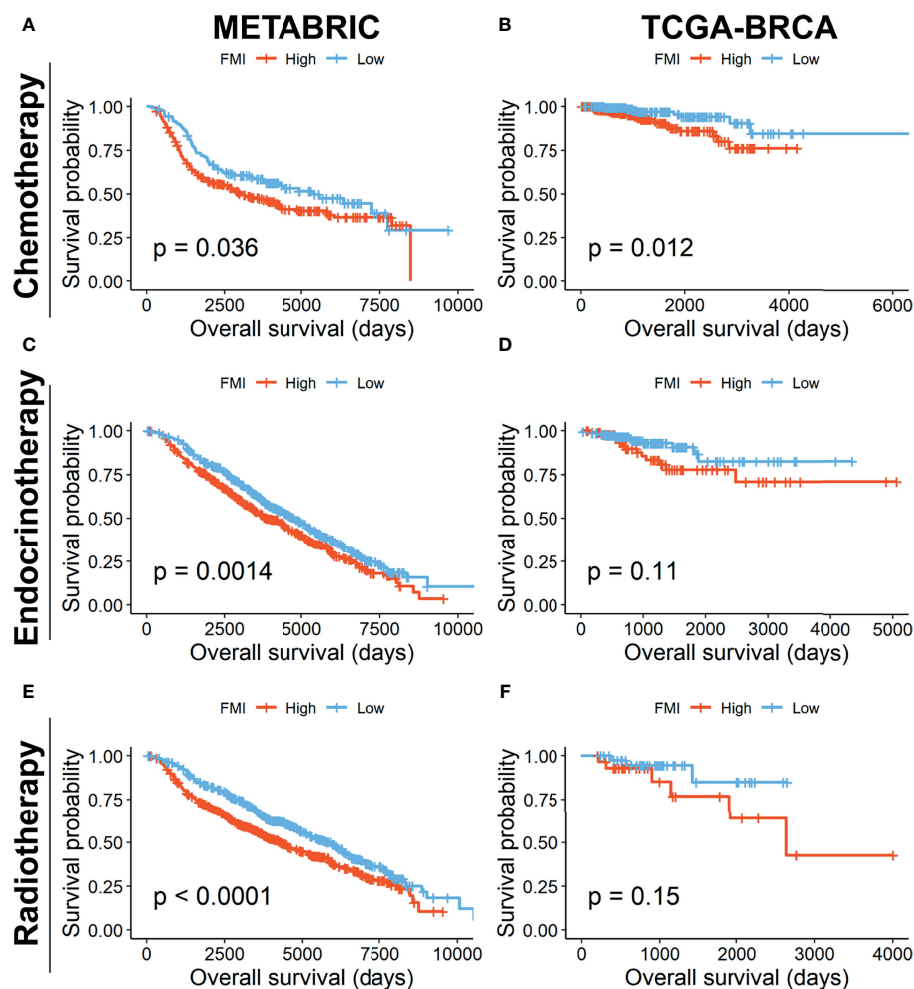 METABRIC
TCGA-BRCA
Chemotherapy
A
FMI High Low
Survival probability
1.00
0.75
0.50
0.25
0.00
p = 0.036
0 2500 5000 7500 10000
Overall survival (days)
B
FMI High Low
Survival probability
1.00
0.75
0.50
0.25
0.00
p = 0.012
0 2000 4000 6000
Overall survival (days)
Endocrinotherapy
C
FMI High Low
Survival probability
1.00
0.75
0.50
0.25
0.00
p = 0.0014
0 2500 5000 7500 10000
Overall survival (days)
D
FMI High Low
Survival probability
1.00
0.75
0.50
0.25
0.00
p = 0.11
0 1000 2000 3000 4000 5000
Overall survival (days)
Radiotherapy
E
FMI High Low
Survival probability
1.00
0.75
0.50
0.25
0.00
p < 0.0001
0 2500 5000 7500 10000
Overall survival (days)
F
FMI High Low
Survival probability
1.00
0.75
0.50
0.25
0.00
p = 0.15
0 1000 2000 3000 4000
Overall survival (days)